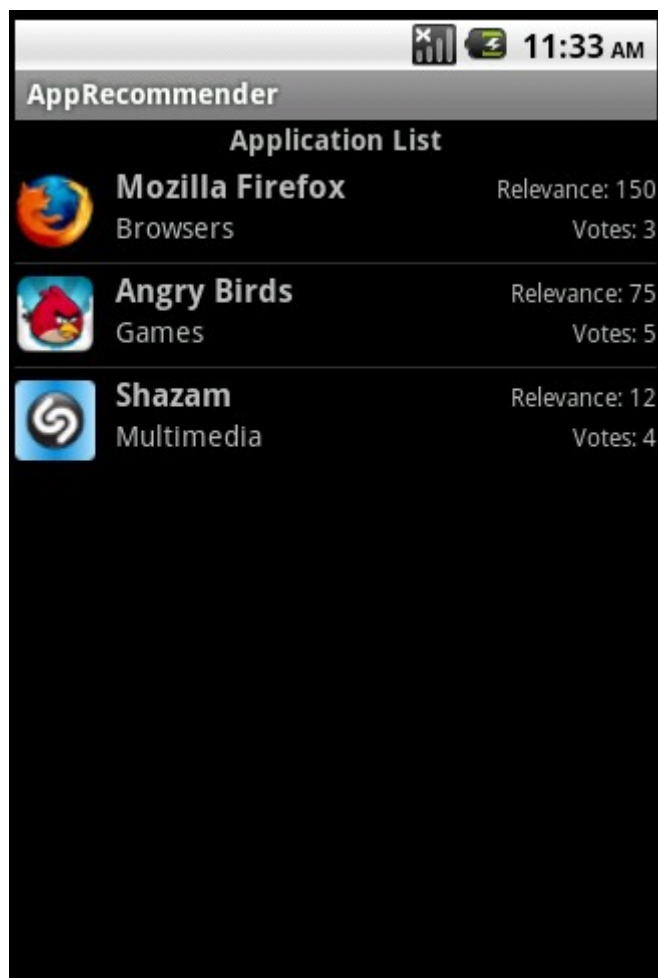 11:33 AM
AppRecommender
Application List
Mozilla Firefox Relevance: 150
Browsers Votes: 3
Angry Birds Relevance: 75
Games Votes: 5
Shazam Relevance: 12
Multimedia Votes: 4